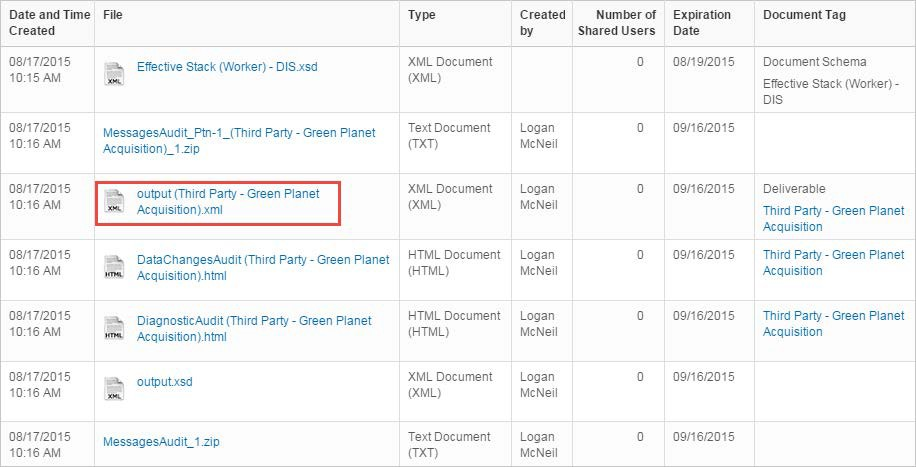 Date and Time Created File Type Created by Number of Shared Users Expiration Date Document Tag
08/17/2015 10:15 AM XML Effective Stack (Worker) - DIS.xsd XML Document (XML) 0 08/19/2015 Document Schema
Effective Stack (Worker) - DIS
08/17/2015 10:16 AM MessagesAudit_Ptn-1_(Third Party - Green Planet Acquisition)_1.zip Text Document (TXT) Logan McNeil 0 09/16/2015
08/17/2015 10:16 AM XML output (Third Party - Green Planet Acquisition).xml XML Document (XML) Logan McNeil 0 09/16/2015 Deliverable
Third Party - Green Planet Acquisition
08/17/2015 10:16 AM HTML DataChangesAudit (Third Party - Green Planet Acquisition).html HTML Document (HTML) Logan McNeil 0 09/16/2015 Third Party - Green Planet Acquisition
08/17/2015 10:16 AM HTML DiagnosticAudit (Third Party - Green Planet Acquisition).html HTML Document (HTML) Logan McNeil 0 09/16/2015 Third Party - Green Planet Acquisition
08/17/2015 10:16 AM XML output.xsd XML Document (XML) Logan McNeil 0 09/16/2015
08/17/2015 10:16 AM MessagesAudit_1.zip Text Document (TXT) Logan McNeil 0 09/16/2015